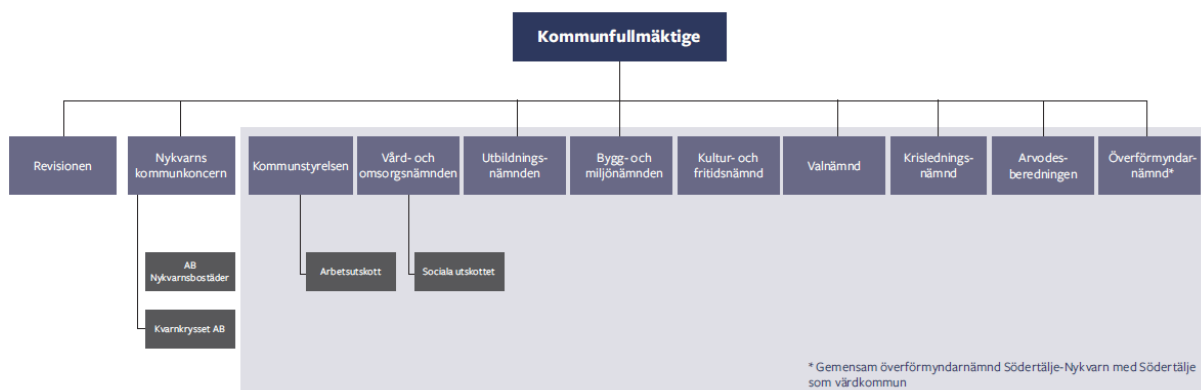 Kommunfullmäktige
Revisionen
Nykvarns
kommunkoncern
Kommunstyrelsen
Vård- och
omsorgsnämnden
Utbildnings-
nämnden
Bygg- och
miljönämnden
Kultur- och
fritidsnämnd
Valnämnd
Krislednings-
nämnd
Arvodes-
beredningen
Överförmyndar-
nämnd*
AB
Nykvarnsbostäder
Arbetsutskott
Sociala utskottet
Kvarnkrysset AB
* Gemensam överförmyndarnämnd Södertälje-Nykvarn med Södertälje
som värdkommun